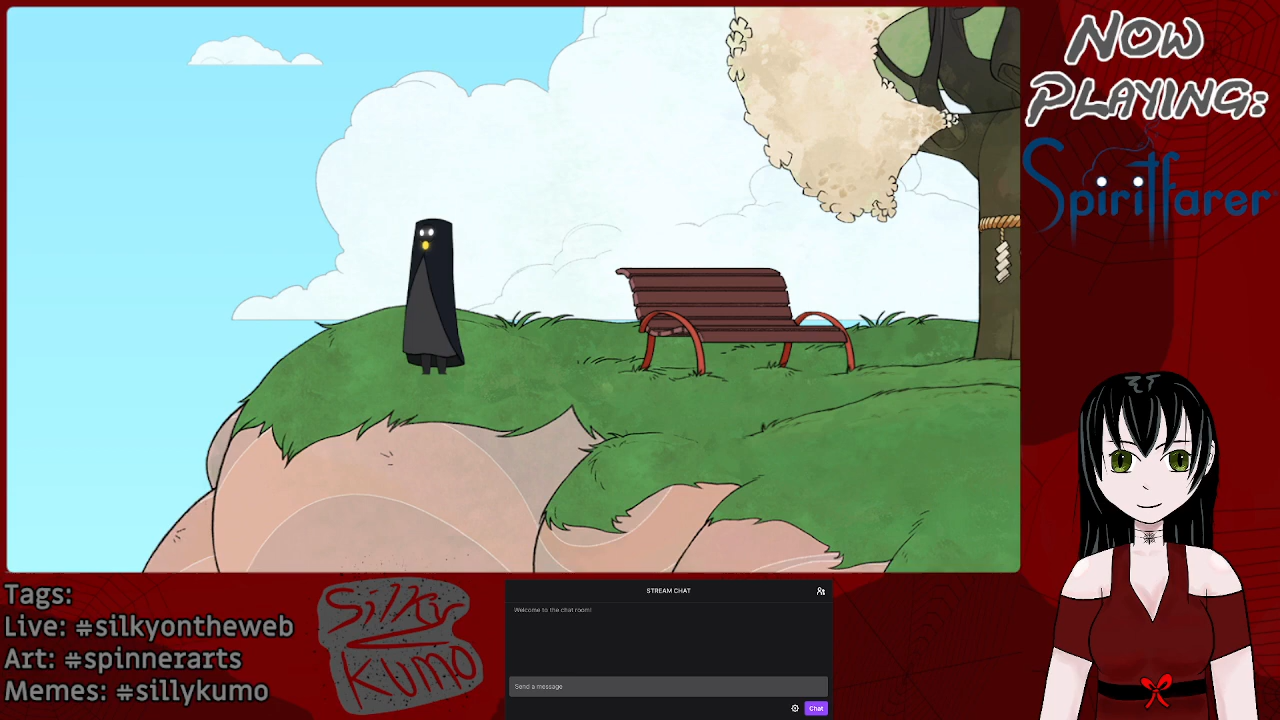 Now
Playing:
Spiritfarer
Tags:
Live: #silkyontheweb
Art: #spinnerarts
Memes: #sillykumo
Silky
Kumo
STREAM CHAT
Welcome to the chat room!
Send a message
Chat